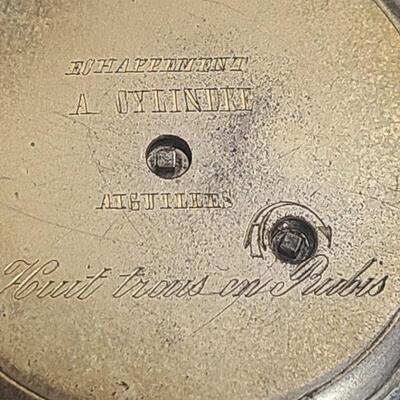 ECHAPPEMENT
A CYLINDRE
AIGUILLES
Huit trous en Rubis